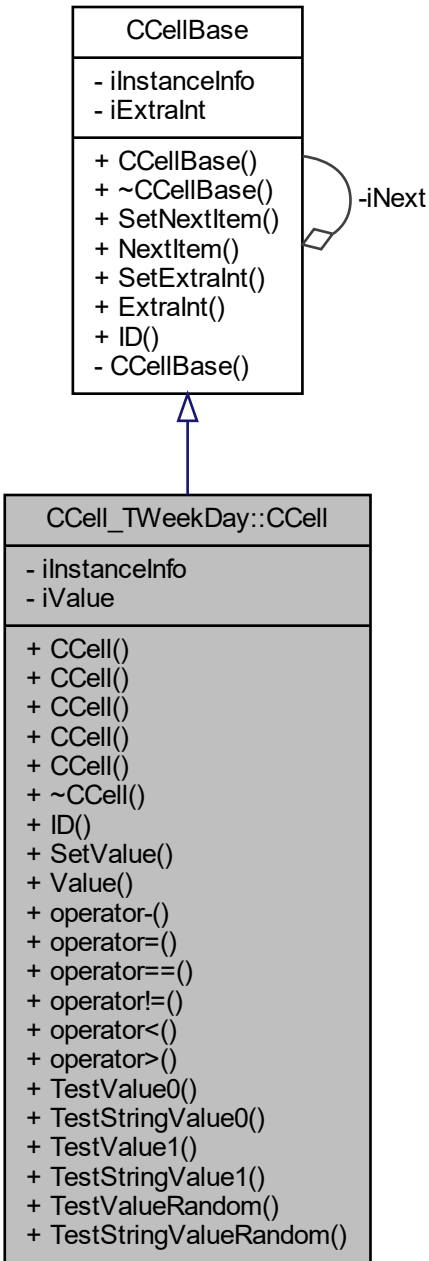 CCellBase
- iInstanceInfo
- iExtraInt
+ CCellBase()
+ ~CCellBase()
+ SetNextItem()
+ NextItem()
+ SetExtraInt()
+ ExtraInt()
+ ID()
- CCellBase()
-iNext
CCell_TWeekDay::CCell
- iInstanceInfo
- iValue
+ CCell()
+ CCell()
+ CCell()
+ CCell()
+ CCell()
+ ~CCell()
+ ID()
+ SetValue()
+ Value()
+ operator-()
+ operator=()
+ operator==()
+ operator!=()
+ operator<()
+ operator>()
+ TestValue0()
+ TestStringValue0()
+ TestValue1()
+ TestStringValue1()
+ TestValueRandom()
+ TestStringValueRandom()